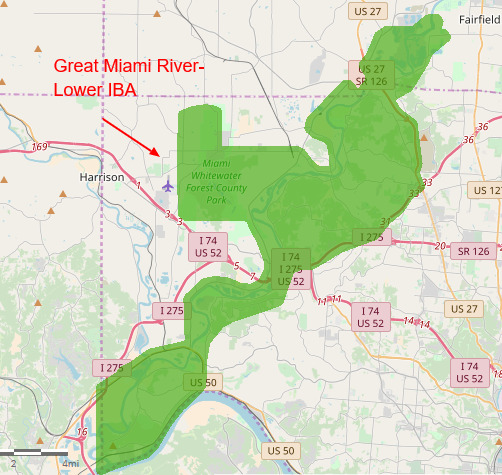 US 27
Fairfield
US 27
SR 126
Great Miami River-
Lower IBA
169
36
Miami
Whitewater
Forest County
Park
Harrison
1
33
33
US 12
3
3
31
I 275
I 74
US 52
20
SR 126
I 74
I 275
US 52
5
7
11
11
I 275
I 74
US 52
14
14
US 27
I 275
I 74
US 52
18
US 50
16
US 50
2
4mi